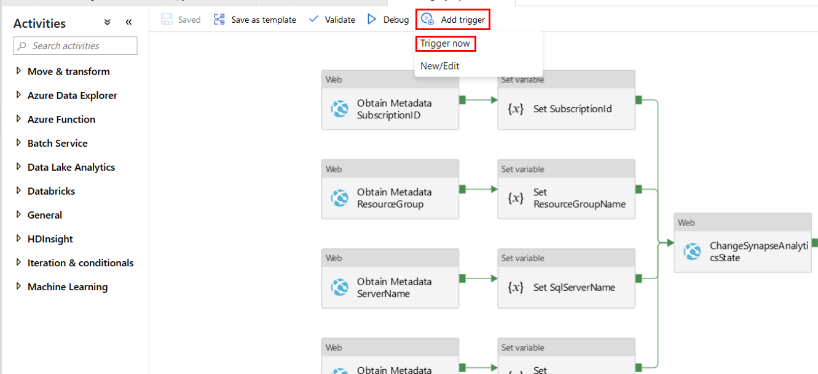 Activities
Search activities
Move & transform
Azure Data Explorer
Azure Function
Batch Service
Data Lake Analytics
Databricks
General
HDInsight
Iteration & conditionals
Machine Learning
Saved
Save as template
Validate
Debug
Add trigger
Trigger now
New/Edit
Web
Obtain Metadata
SubscriptionID
Set variable
{x}
Set SubscriptionId
Web
Obtain Metadata
ResourceGroup
Set variable
{x}
Set
ResourceGroupName
Web
ChangeSynapseAnalyti
csState
Web
Obtain Metadata
ServerName
Set variable
{x}
Set SqlServerName
Web
Obtain Metadata
Set variable
{x}
Set